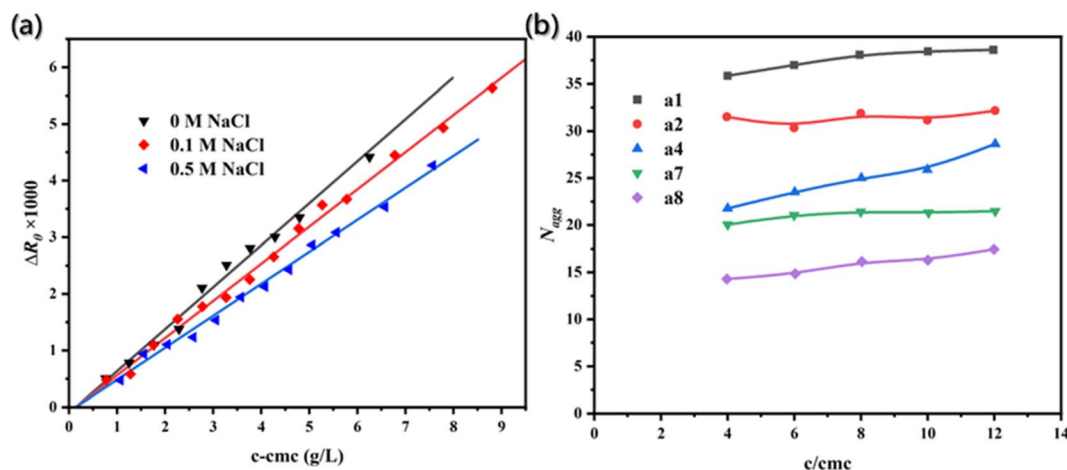 (a)
6
5
4
3
2
1
0
ΔR₀ ×1000
0 M NaCl
0.1 M NaCl
0.5 M NaCl
0 1 2 3 4 5 6 7 8 9
c-cmc (g/L)
(b)
40
35
30
25
20
15
10
5
0
N_agg
a1
a2
a4
a7
a8
0 2 4 6 8 10 12 14
c/cmc